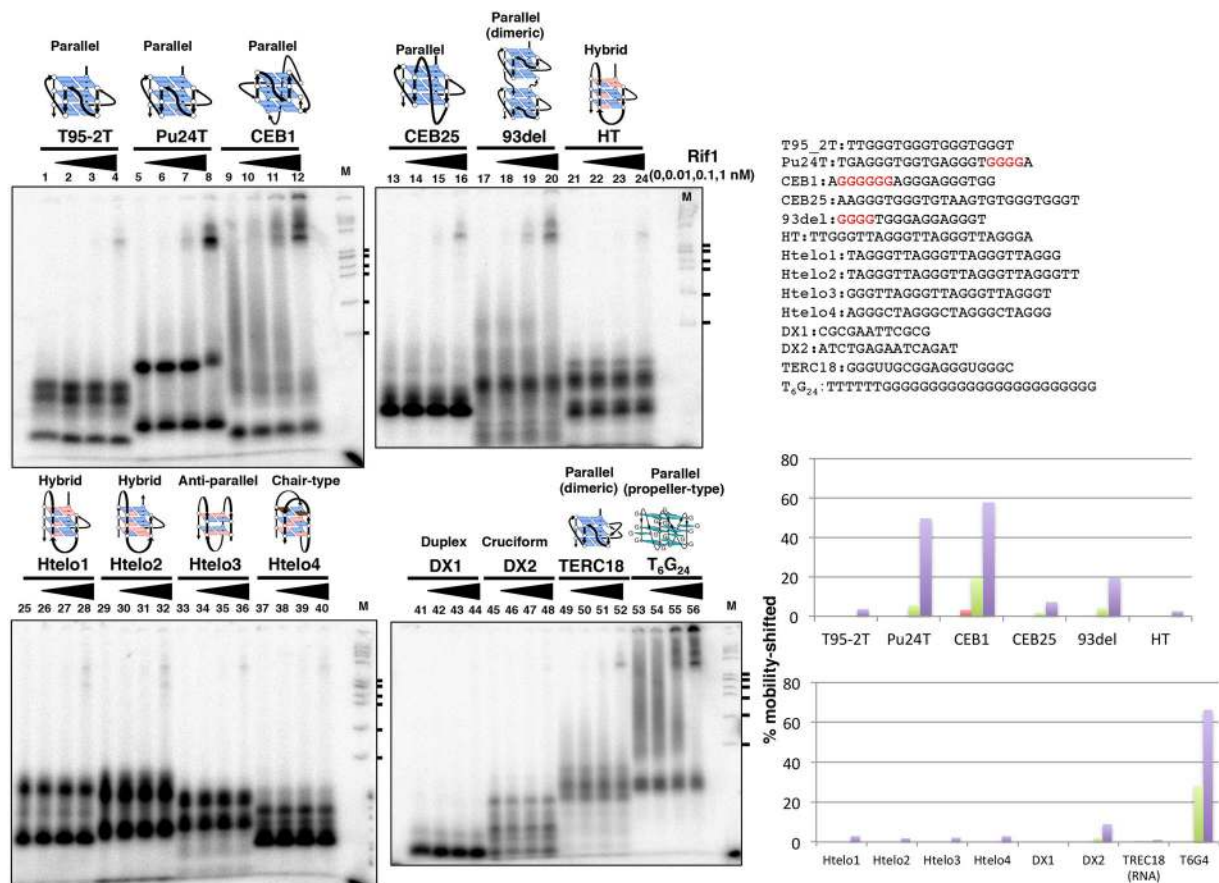 Parallel Parallel Parallel
T95-2T Pu24T CEB1
1 2 3 4 5 6 7 8 9 10 11 12
M
Parallel
Parallel
(dimeric)
Hybrid
CEB25 93del HT
Rif1
(0,0.01,0.1,1 nM)
13 14 15 16 17 18 19 20 21 22 23 24
M
T95_2T:TTGGGTGGGTGGGTGGGT
Pu24T:TGAGGGTGGTGAGGGTGGGGA
CEB1:AGGGGGGAGGGAGGGTGG
CEB25:AAGGGTGGGTGTAAGTGTGGGTGGGT
93del:GGGGTGGGAGGAGGGT
HT:TTGGGTTAGGGTTAGGGTTAGGGA
Htelo1:TAGGGTTAGGGTTAGGGTTAGGG
Htelo2:TAGGGTTAGGGTTAGGGTTAGGGTT
Htelo3:GGGTTAGGGTTAGGGTTAGGGT
Htelo4:AGGGCTAGGGCTAGGGCTAGGG
DX1:CGCGAATTCGCG
DX2:ATCTGAGAATCAGAT
TERC18:GGGUUGCGGAGGGUGGGC
T6G24:TTTTTTGGGGGGGGGGGGGGGGGGGGGGGG
Hybrid Hybrid Anti-parallel Chair-type
Htelo1 Htelo2 Htelo3 Htelo4
25 26 27 28 29 30 31 32 33 34 35 36 37 38 39 40
M
Duplex
DX1
Cruciform
DX2
Parallel
(dimeric)
TERC18
Parallel
(propeller-type)
T6G24
41 42 43 44 45 46 47 48 49 50 51 52 53 54 55 56
M
% mobility-shifted
80
60
40
20
0
T95-2T Pu24T CEB1 CEB25 93del HT
80
60
40
20
0
Htelo1 Htelo2 Htelo3 Htelo4 DX1 DX2 TREC18 (RNA) T6G4